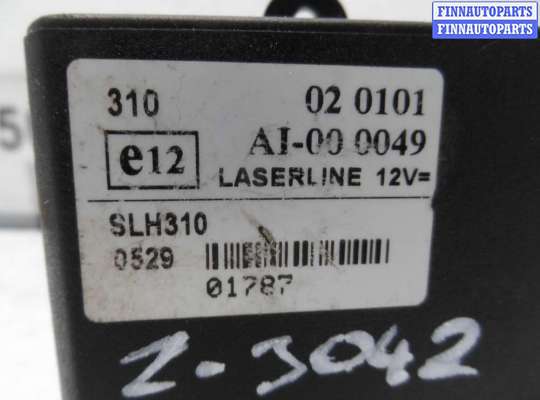 FINNAUTOPARTS
FINNAUTOPARTS
310 02 0101
e12 AI-00 0049
LASERLINE 12V=
SLH310
0529
01787
Z-3042